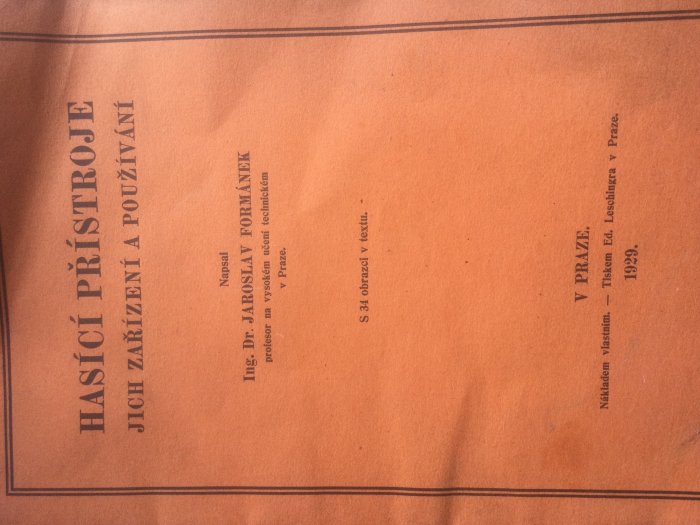 HASÍCÍ PŘÍSTROJE
JICH ZAŘÍZENÍ A POUŽÍVÁNÍ
Napsal
Ing. Dr. JAROSLAV FORMÁNEK
profesor na vysokém učení technickém
v Praze.
S 34 obrazci v textu.
V PRAZE.
Nákladem vlastním. — Tiskem Ed. Leschingra v Praze.
1929.